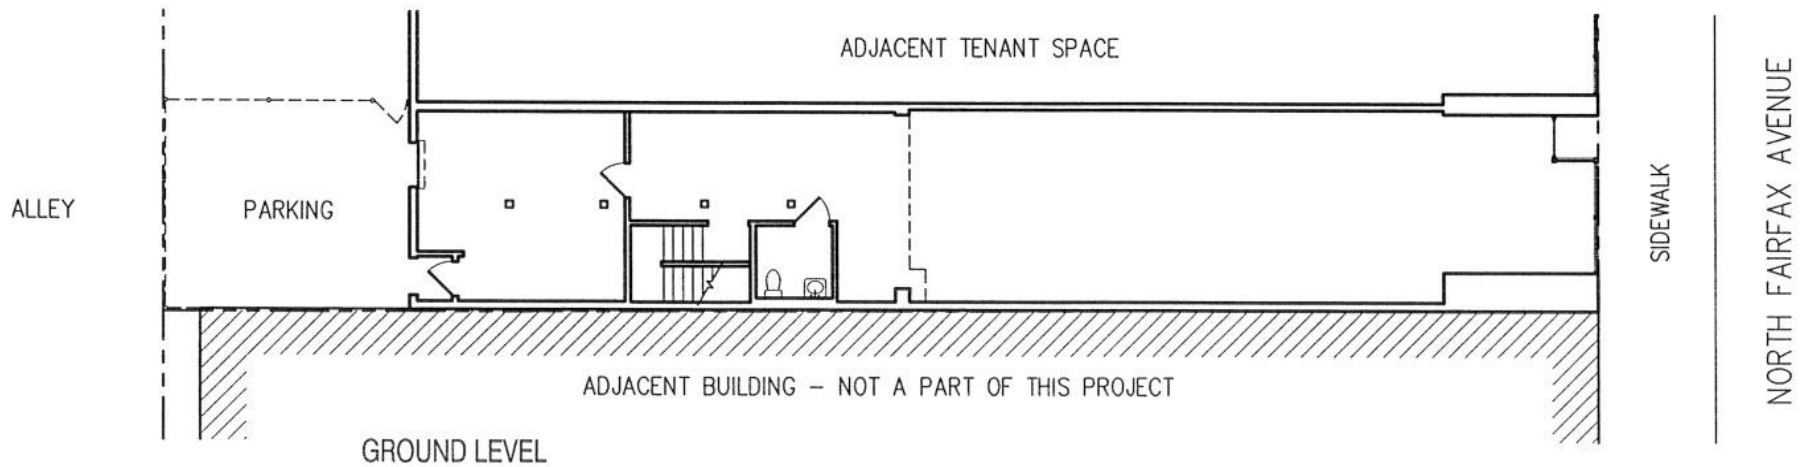 ADJACENT TENANT SPACE
ALLEY
PARKING
SIDEWALK
NORTH FAIRFAX AVENUE
ADJACENT BUILDING – NOT A PART OF THIS PROJECT
GROUND LEVEL